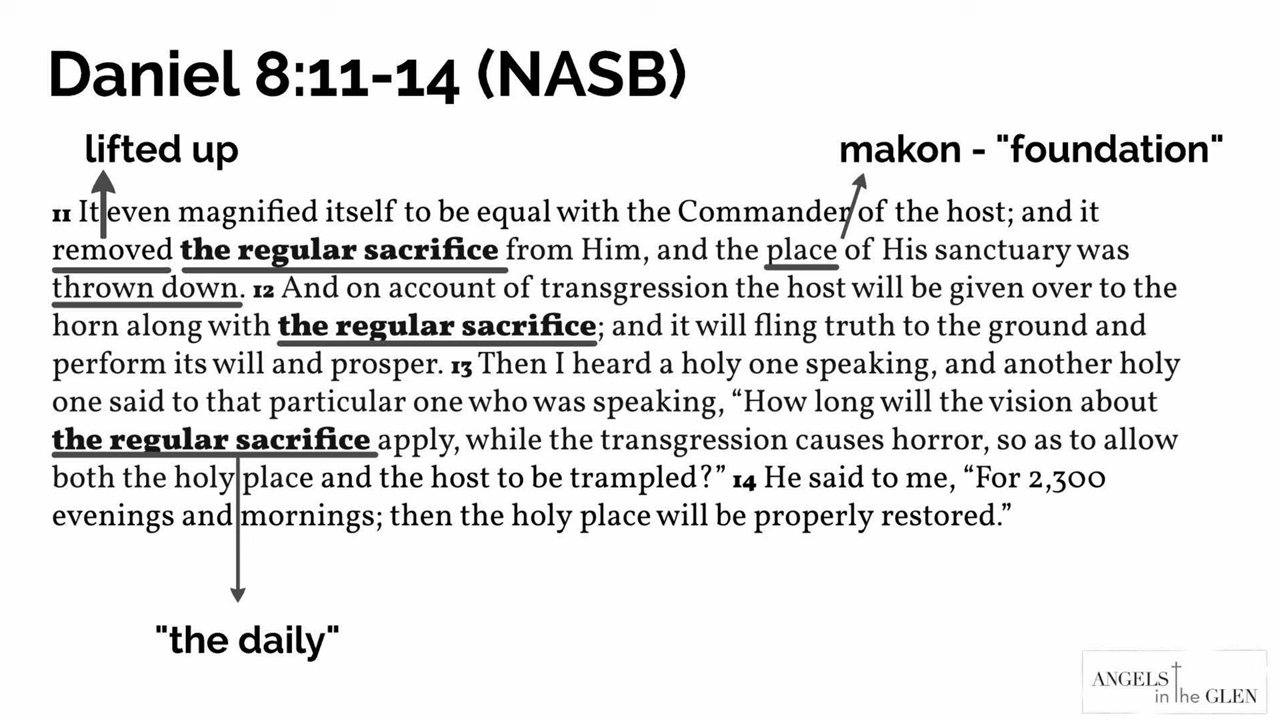 Daniel 8:11-14 (NASB)
lifted up
makon - "foundation"
11 It even magnified itself to be equal with the Commander of the host; and it
removed the regular sacrifice from Him, and the place of His sanctuary was
thrown down. 12 And on account of transgression the host will be given over to the
horn along with the regular sacrifice; and it will fling truth to the ground and
perform its will and prosper. 13 Then I heard a holy one speaking, and another holy
one said to that particular one who was speaking, “How long will the vision about
the regular sacrifice apply, while the transgression causes horror, so as to allow
both the holy place and the host to be trampled?” 14 He said to me, “For 2,300
evenings and mornings; then the holy place will be properly restored.”
"the daily"
ANGELS
in the GLEN